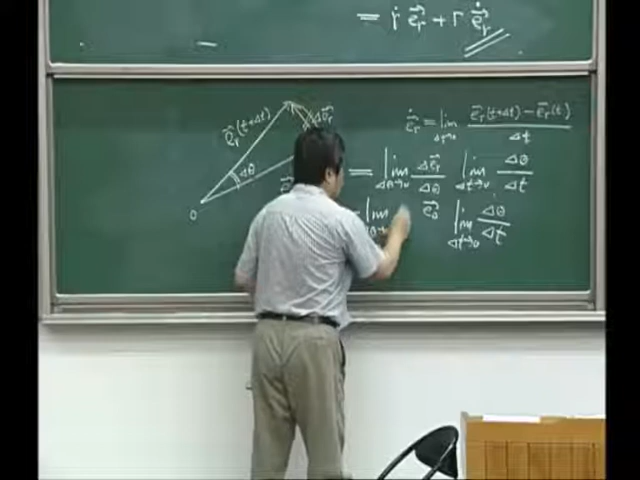 = ṙ e⃗ᵣ + r e⃗̇ᵣ
e⃗ᵣ(t+Δt)
Δe⃗ᵣ
Δθ
0
e⃗̇ᵣ = lim Δt→0 (e⃗ᵣ(t+Δt) − e⃗ᵣ(t)) / Δt
= lim Δθ→0 Δe⃗ᵣ/Δθ lim Δt→0 Δθ/Δt
lim e⃗θ lim Δt→0 Δθ/Δt